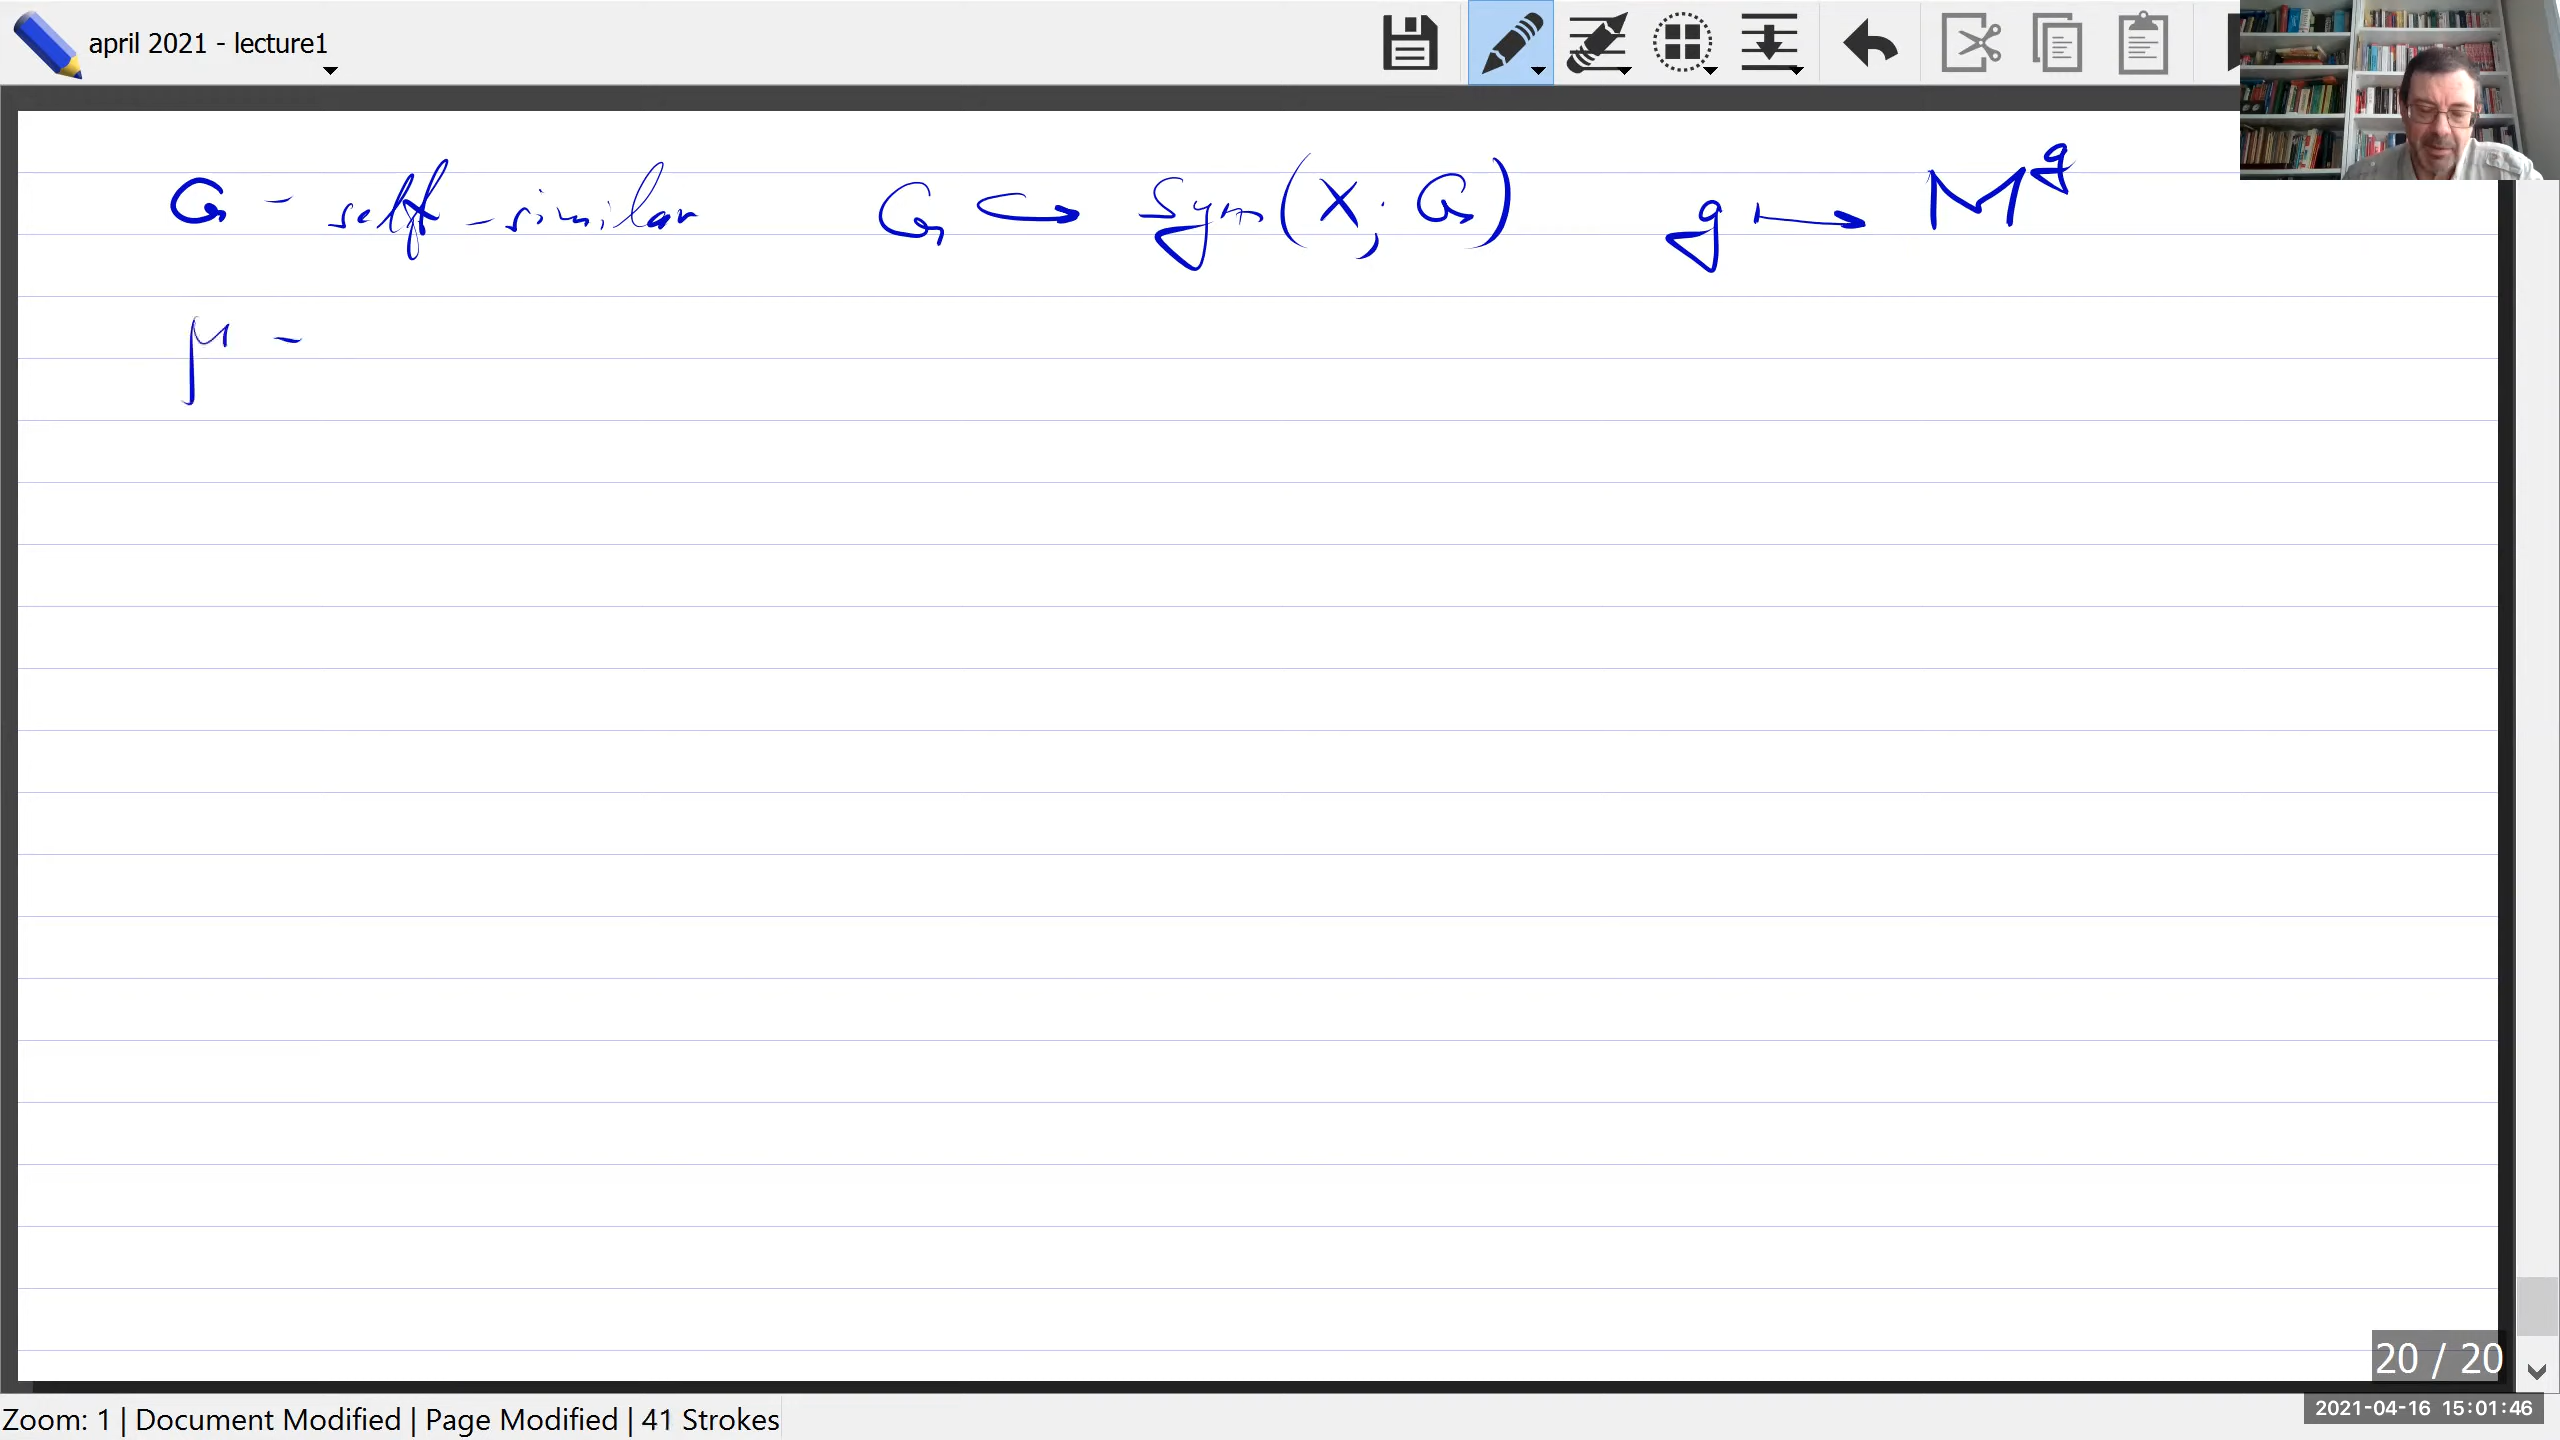 april 2021 - lecture1
G - self-similar G ↪ Sym(X; G) g ↦ M^g
μ -
20 / 20
Zoom: 1 | Document Modified | Page Modified | 41 Strokes
2021-04-16 15:01:46